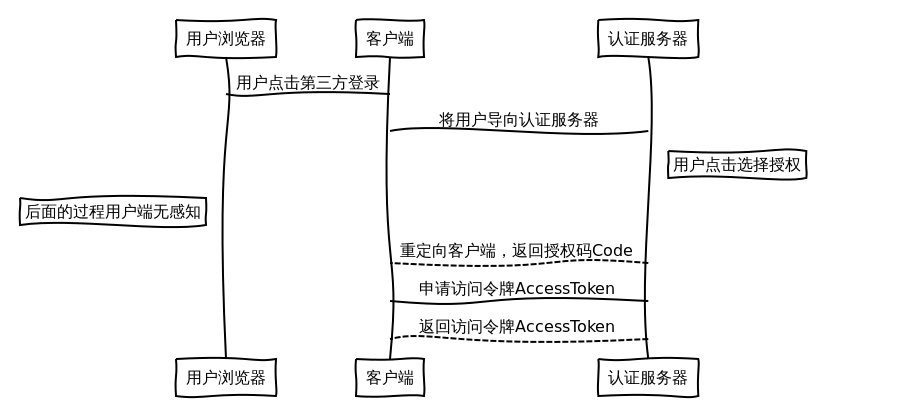 用户浏览器
客户端
认证服务器
用户点击第三方登录
将用户导向认证服务器
用户点击选择授权
后面的过程用户端无感知
重定向客户端，返回授权码Code
申请访问令牌AccessToken
返回访问令牌AccessToken
用户浏览器
客户端
认证服务器